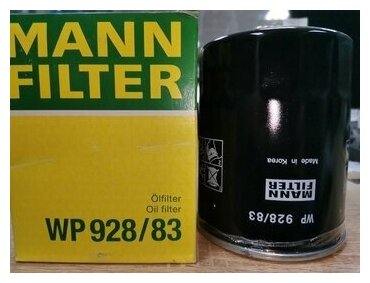 MANN
FILTER
Ölfilter
Oil filter
WP 928/83
Made in Korea
MANN
FILTER
WP 928/83